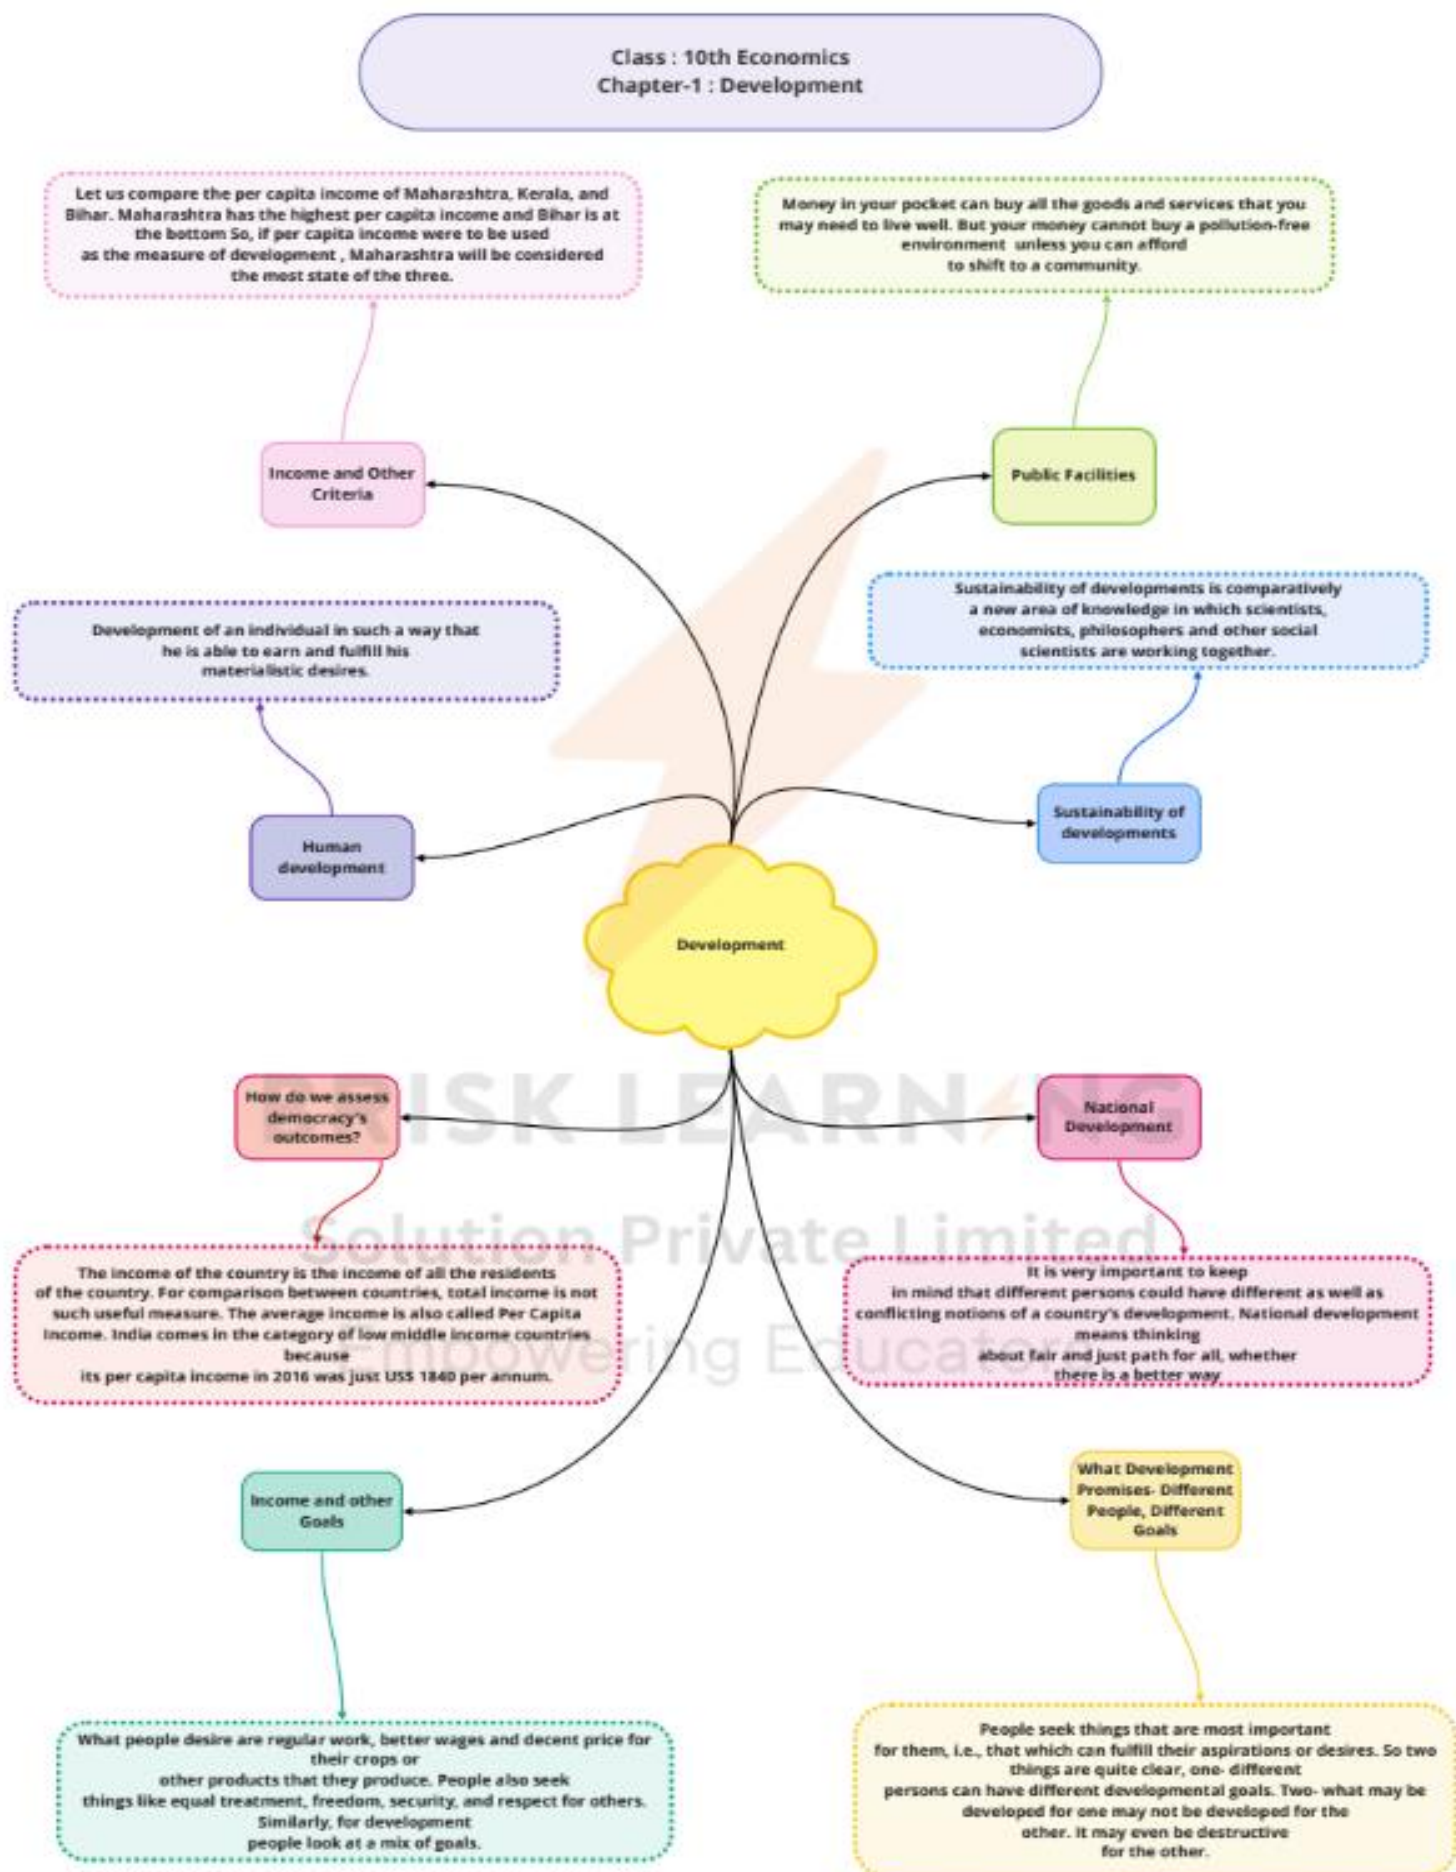 Class : 10th Economics
Chapter-1 : Development
Let us compare the per capita income of Maharashtra, Kerala, and
Bihar. Maharashtra has the highest per capita income and Bihar is at
the bottom So, if per capita income were to be used
as the measure of development , Maharashtra will be considered
the most state of the three.
Money in your pocket can buy all the goods and services that you
may need to live well. But your money cannot buy a pollution-free
environment unless you can afford
to shift to a community.
Income and Other
Criteria
Public Facilities
Development of an individual in such a way that
he is able to earn and fulfill his
materialistic desires.
Sustainability of developments is comparatively
a new area of knowledge in which scientists,
economists, philosophers and other social
scientists are working together.
Human
development
Sustainability of
developments
Development
How do we assess
democracy's
outcomes?
National
Development
RISK LEARNING
Solution Private Limited
Empowering Educat
The income of the country is the income of all the residents
of the country. For comparison between countries, total income is not
such useful measure. The average income is also called Per Capita
Income. India comes in the category of low middle income countries
because
its per capita income in 2016 was just US$ 1840 per annum.
It is very important to keep
in mind that different persons could have different as well as
conflicting notions of a country's development. National development
means thinking
about fair and just path for all, whether
there is a better way
Income and other
Goals
What Development
Promises- Different
People, Different
Goals
What people desire are regular work, better wages and decent price for
their crops or
other products that they produce. People also seek
things like equal treatment, freedom, security, and respect for others.
Similarly, for development
people look at a mix of goals.
People seek things that are most important
for them, i.e., that which can fulfill their aspirations or desires. So two
things are quite clear, one- different
persons can have different developmental goals. Two- what may be
developed for one may not be developed for the
other. It may even be destructive
for the other.